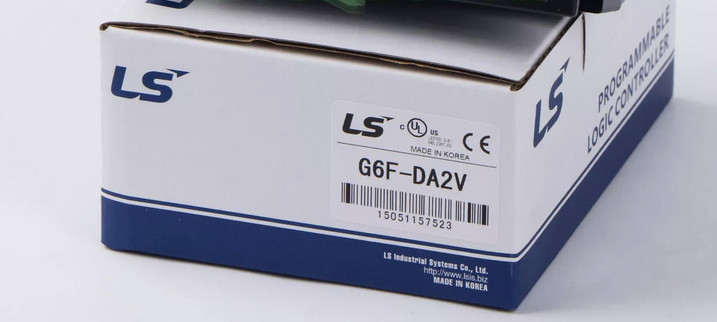 LS
LS
c UL US
CE
MADE IN KOREA
G6F-DA2V
15051157523
LS Industrial Systems Co., Ltd.
http://www.lsis.biz
MADE IN KOREA
LS
PROGRAMMABLE
LOGIC CONTROLLER